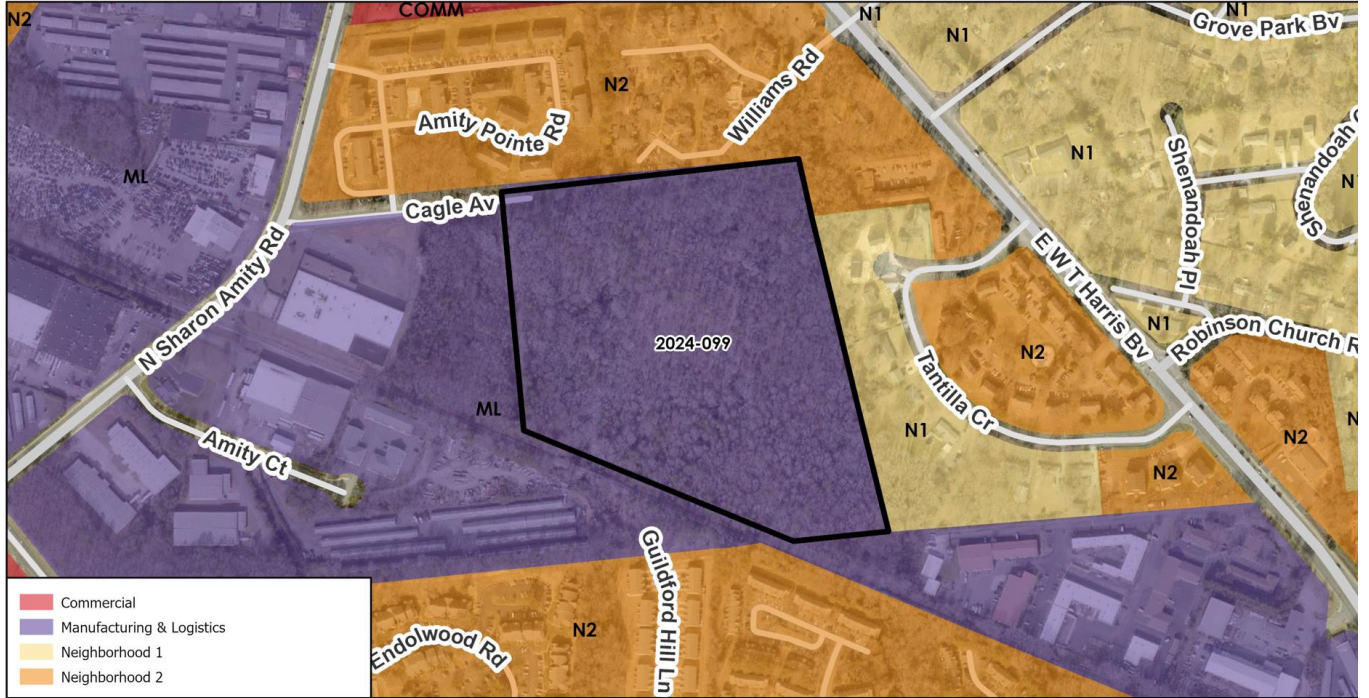 N2
COMM
N1
N1
N1
Grove Park Bv
N2
Williams Rd
Amity Pointe Rd
Shenandoah Pl
Shenandoah C
N1
N1
ML
Cagle Av
N Sharon Amity Rd
E W T Harris Bv
2024-099
N2
N1
Robinson Church R
Tantilla Cr
ML
N1
N
Amity Ct
N2
N2
Guildford Hill Ln
N2
Endolwood Rd
Commercial
Manufacturing & Logistics
Neighborhood 1
Neighborhood 2